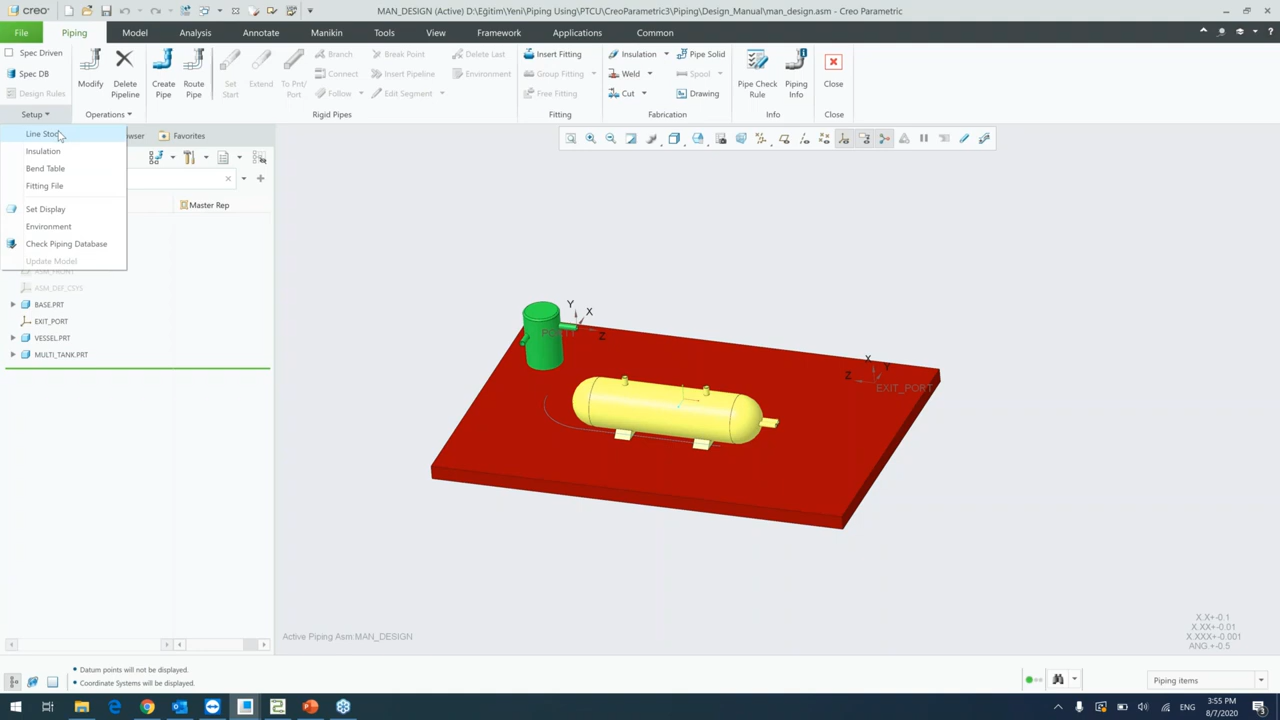 creo
MAN_DESIGN (Active) D:\Eğitim\Yeni\Piping Using\PTCU\CreoParametric3\Piping\Design_Manual\man_design.asm - Creo Parametric
File
Piping
Model
Analysis
Annotate
Manikin
Tools
View
Framework
Applications
Common
Spec Driven
Spec DB
Design Rules
Setup
Modify
Delete Pipeline
Operations
Create Pipe
Route Pipe
Set Start
Extend
To Pnt/ Port
Branch
Connect
Follow
Break Point
Insert Pipeline
Edit Segment
Delete Last
Environment
Rigid Pipes
Insert Fitting
Group Fitting
Free Fitting
Fitting
Insulation
Weld
Cut
Pipe Solid
Spool
Drawing
Fabrication
Pipe Check Rule
Piping Info
Information
Close
Close
Favorites
Insulation
Bend Table
Fitting File
Set Display
Environment
Check Piping Database
Update Model
Master Rep
ASM_DEF_CSYS
BASE.PRT
EXIT_PORT
VESSEL.PRT
MULTI_TANK.PRT
Y
X
Z
X
Y
Z
EXIT_PORT
Active Piping Asm MAN_DESIGN
X.X+-0.1
X.XX+-0.01
X.XXX+-0.001
ANG.+-0.5
Datum points will not be displayed.
Coordinate Systems will be displayed.
Piping items
ENG
3:55 PM
8/7/2020